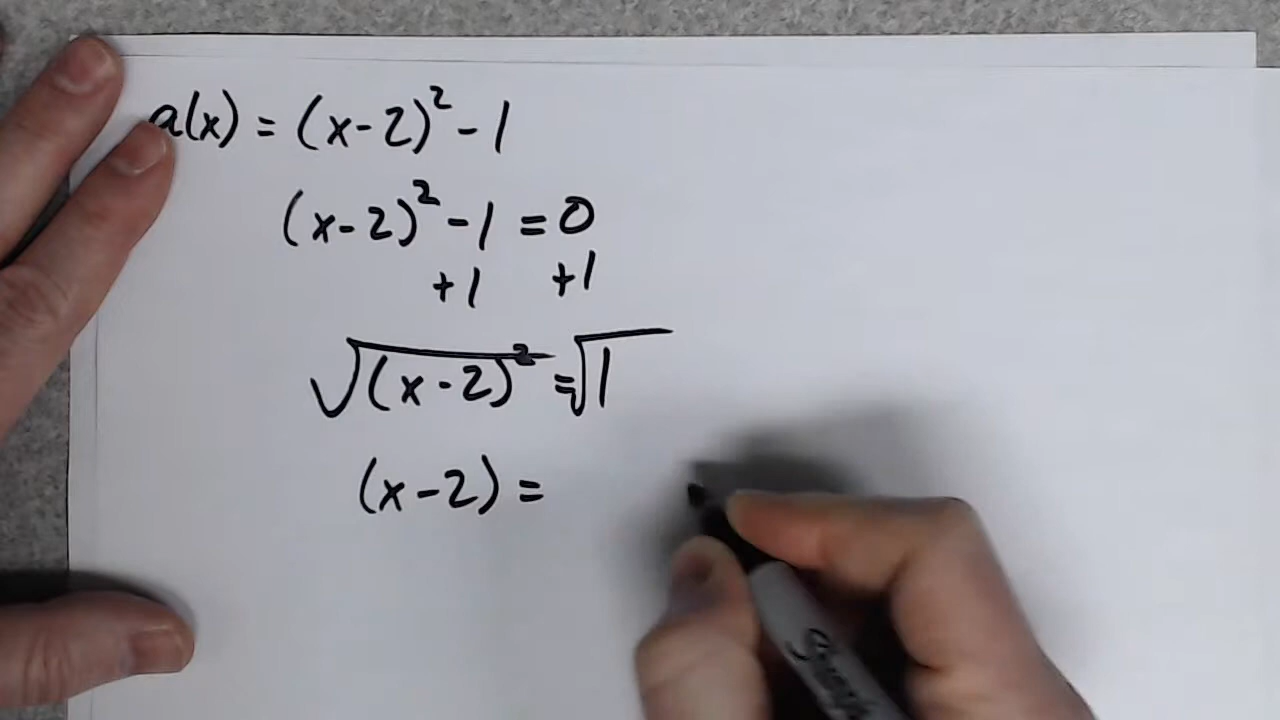 a(x) = (x-2)² - 1
(x-2)² - 1 = 0
+1 +1
√(x-2)² = √1
(x-2) =